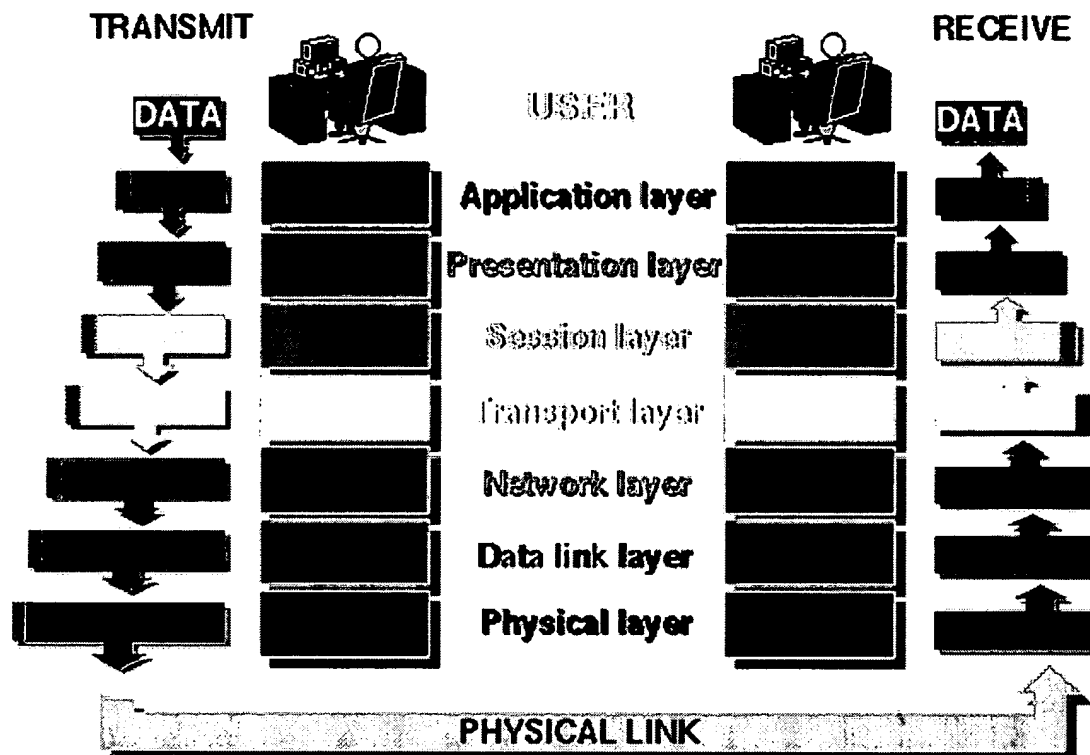 TRANSMIT
RECEIVE
DATA
USER
DATA
Application layer
Presentation layer
Session layer
Transport layer
Network layer
Data link layer
Physical layer
PHYSICAL LINK